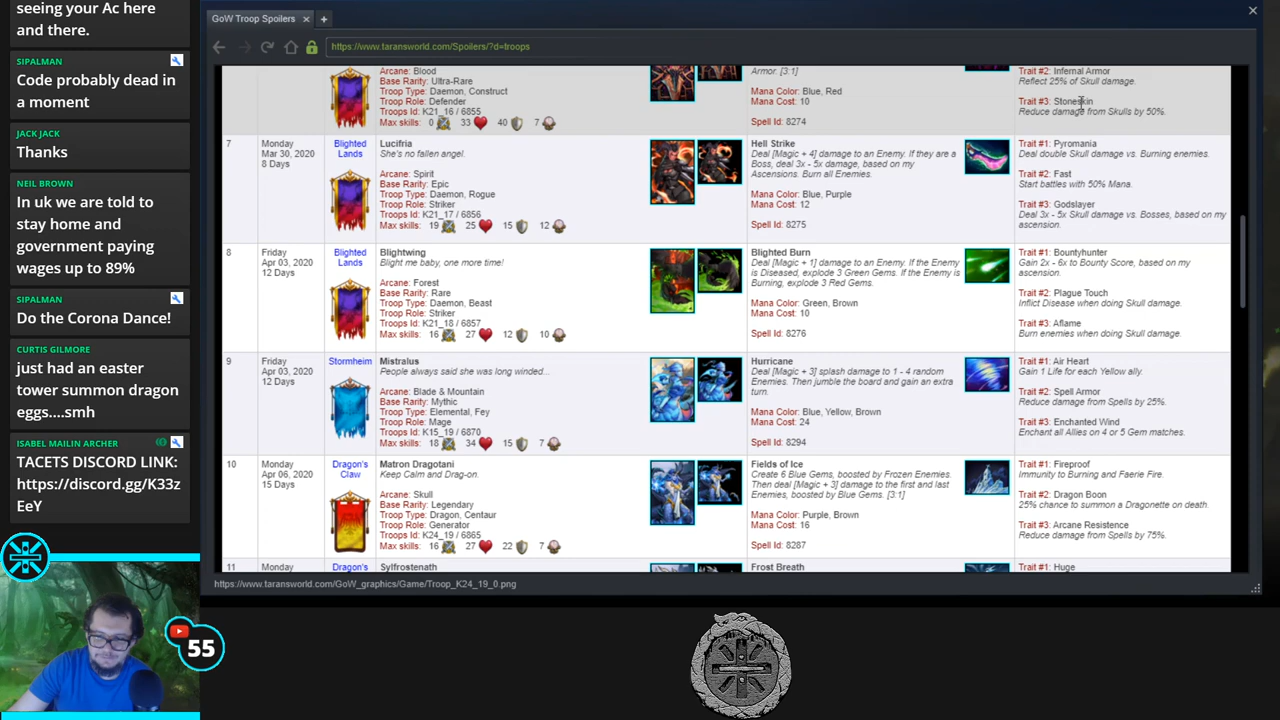 seeing your Ac here
and there.
SIPALMAN
Code probably dead in
a moment
JACK JACK
Thanks
NEIL BROWN
In uk we are told to
stay home and
government paying
wages up to 89%
SIPALMAN
Do the Corona Dance!
CURTIS GILMORE
just had an easter
tower summon dragon
eggs....smh
ISABEL MAILIN ARCHER
TACETS DISCORD LINK:
https://discord.gg/K33z
EeY
55
GoW Troop Spoilers
https://www.taransworld.com/Spoilers/?d=troops
Arcane: Blood
Base Rarity: Ultra-Rare
Troop Type: Daemon, Construct
Troop Role: Defender
Troops Id: K21_16 / 6855
Max skills: 0 33 40 7
Armor. [3:1]
Mana Color: Blue, Red
Mana Cost: 10
Spell Id: 8274
Trait #2: Infernal Armor
Reflect 25% of Skull damage.
Trait #3: Stoneskin
Reduce damage from Skulls by 50%.
7
Monday
Mar 30, 2020
8 Days
Blighted
Lands
Lucifria
She's no fallen angel.
Arcane: Spirit
Base Rarity: Epic
Troop Type: Daemon, Rogue
Troop Role: Striker
Troops Id: K21_17 / 6856
Max skills: 19 25 15 12
Hell Strike
Deal [Magic + 4] damage to an Enemy. If they are a
Boss, deal 3x - 5x damage, based on my
Ascensions. Burn all Enemies.
Mana Color: Blue, Purple
Mana Cost: 12
Spell Id: 8275
Trait #1: Pyromania
Deal double Skull damage vs. Burning enemies.
Trait #2: Fast
Start battles with 50% Mana.
Trait #3: Godslayer
Deal 3x - 5x Skull damage vs. Bosses, based on my
ascension.
8
Friday
Apr 03, 2020
12 Days
Blighted
Lands
Blightwing
Blight me baby, one more time!
Arcane: Forest
Base Rarity: Rare
Troop Type: Daemon, Beast
Troop Role: Striker
Troops Id: K21_18 / 6857
Max skills: 16 27 12 10
Blighted Burn
Deal [Magic + 1] damage to an Enemy. If the Enemy
is Diseased, explode 3 Green Gems. If the Enemy is
Burning, explode 3 Red Gems.
Mana Color: Green, Brown
Mana Cost: 10
Spell Id: 8276
Trait #1: Bountyhunter
Gain 2x - 6x to Bounty Score, based on my
ascension.
Trait #2: Plague Touch
Inflict Disease when doing Skull damage.
Trait #3: Aflame
Burn enemies when doing Skull damage.
9
Friday
Apr 03, 2020
12 Days
Stormheim
Mistralus
People always said she was long winded...
Arcane: Blade & Mountain
Base Rarity: Mythic
Troop Type: Elemental, Fey
Troop Role: Mage
Troops Id: K15_19 / 6870
Max skills: 18 34 15 7
Hurricane
Deal [Magic + 3] splash damage to 1 - 4 random
Enemies. Then jumble the board and gain an extra
turn.
Mana Color: Blue, Yellow, Brown
Mana Cost: 24
Spell Id: 8294
Trait #1: Air Heart
Gain 1 Life for each Yellow ally.
Trait #2: Spell Armor
Reduce damage from Spells by 25%.
Trait #3: Enchanted Wind
Enchant all Allies on 4 or 5 Gem matches.
10
Monday
Apr 06, 2020
15 Days
Dragon's
Claw
Matron Dragotani
Keep Calm and Drag-on.
Arcane: Skull
Base Rarity: Legendary
Troop Type: Dragon, Centaur
Troop Role: Generator
Troops Id: K24_19 / 6865
Max skills: 16 27 22 7
Fields of Ice
Create 6 Blue Gems, boosted by Frozen Enemies.
Then deal [Magic + 3] damage to the first and last
Enemies, boosted by Blue Gems. [3:1]
Mana Color: Purple, Brown
Mana Cost: 16
Spell Id: 8287
Trait #1: Fireproof
Immunity to Burning and Faerie Fire.
Trait #2: Dragon Boon
25% chance to summon a Dragonette on death.
Trait #3: Arcane Resistence
Reduce damage from Spells by 75%.
11
Monday
Dragon's
Sylfrostenath
Frost Breath
Trait #1: Huge
https://www.taransworld.com/GoW_graphics/Game/Troop_K24_19_0.png